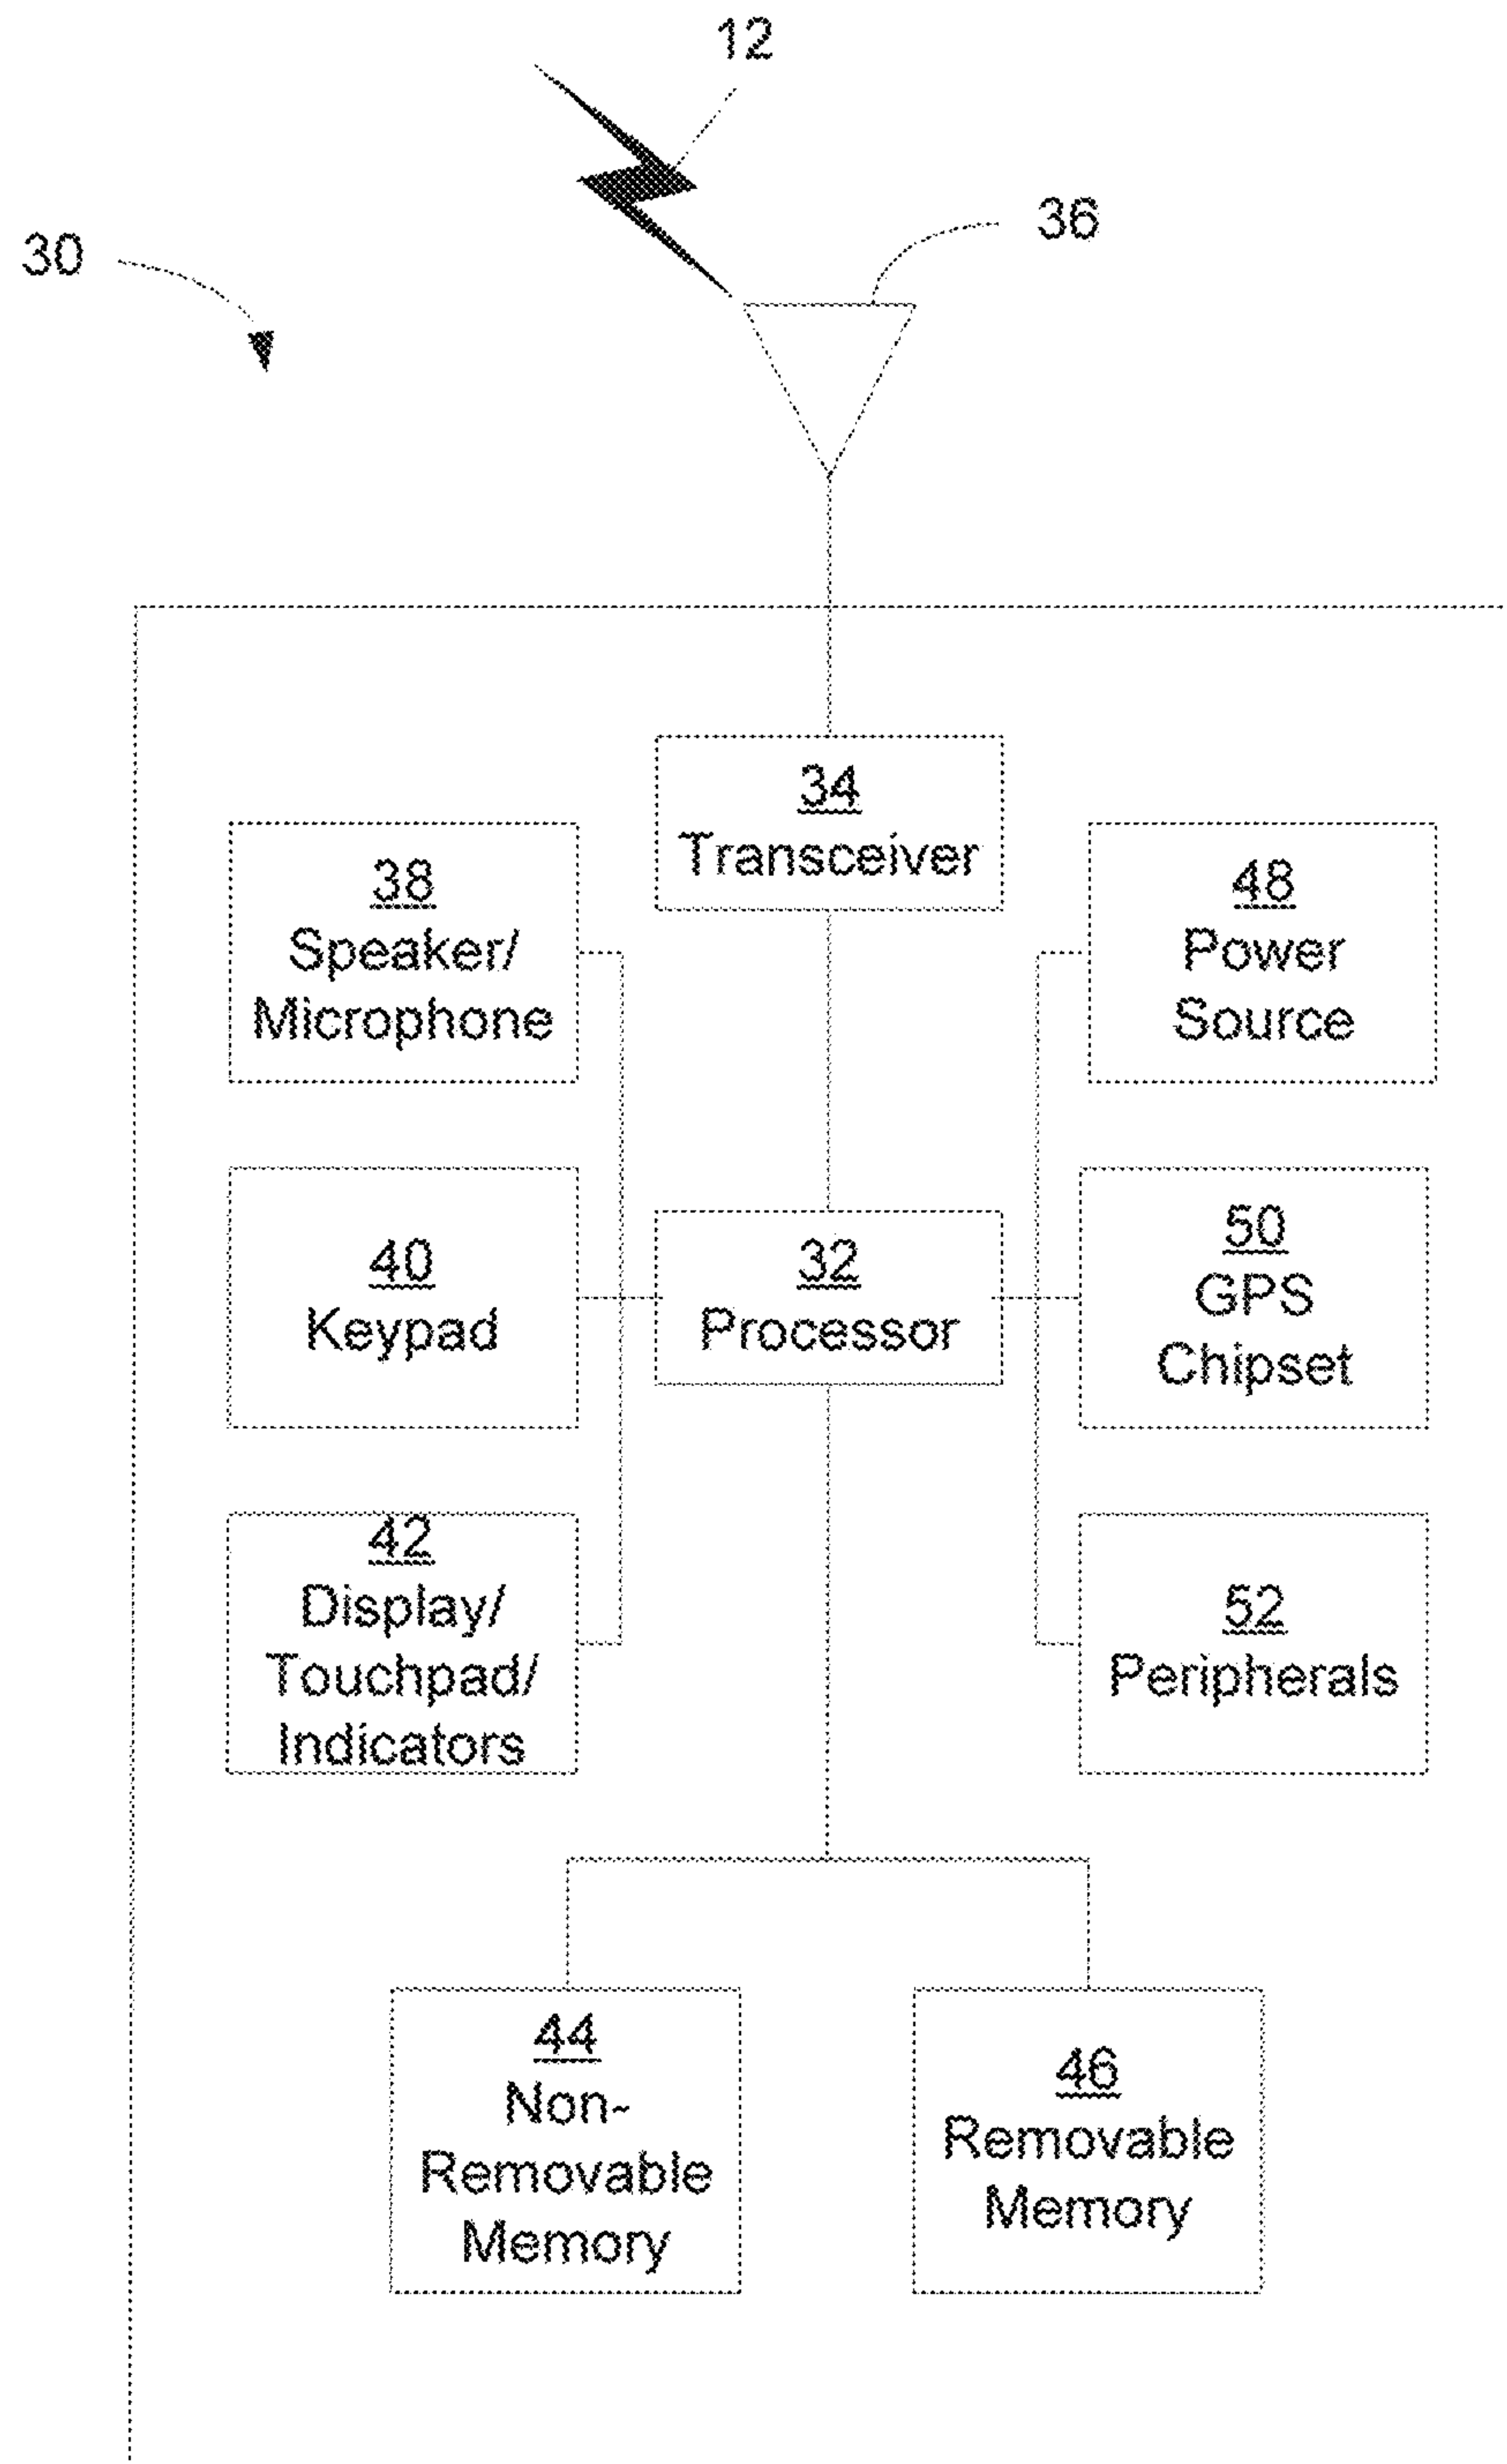 12
36
30
34
Transceiver
38
Speaker/
Microphone
48
Power
Source
40
Keypad
32
Processor
50
GPS
Chipset
42
Display/
Touchpad/
Indicators
52
Peripherals
44
Non-
Removable
Memory
46
Removable
Memory